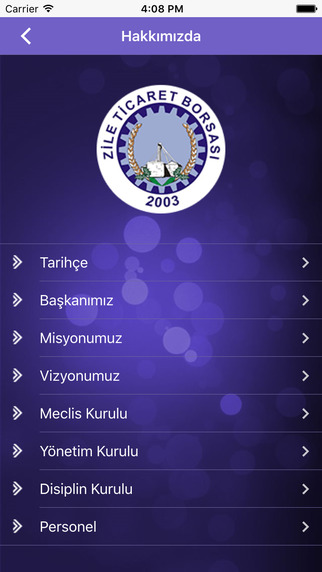 Carrier 4:08 PM
Hakkımızda
ZİLE TİCARET BORSASI
2003
Tarihçe
Başkanımız
Misyonumuz
Vizyonumuz
Meclis Kurulu
Yönetim Kurulu
Disiplin Kurulu
Personel